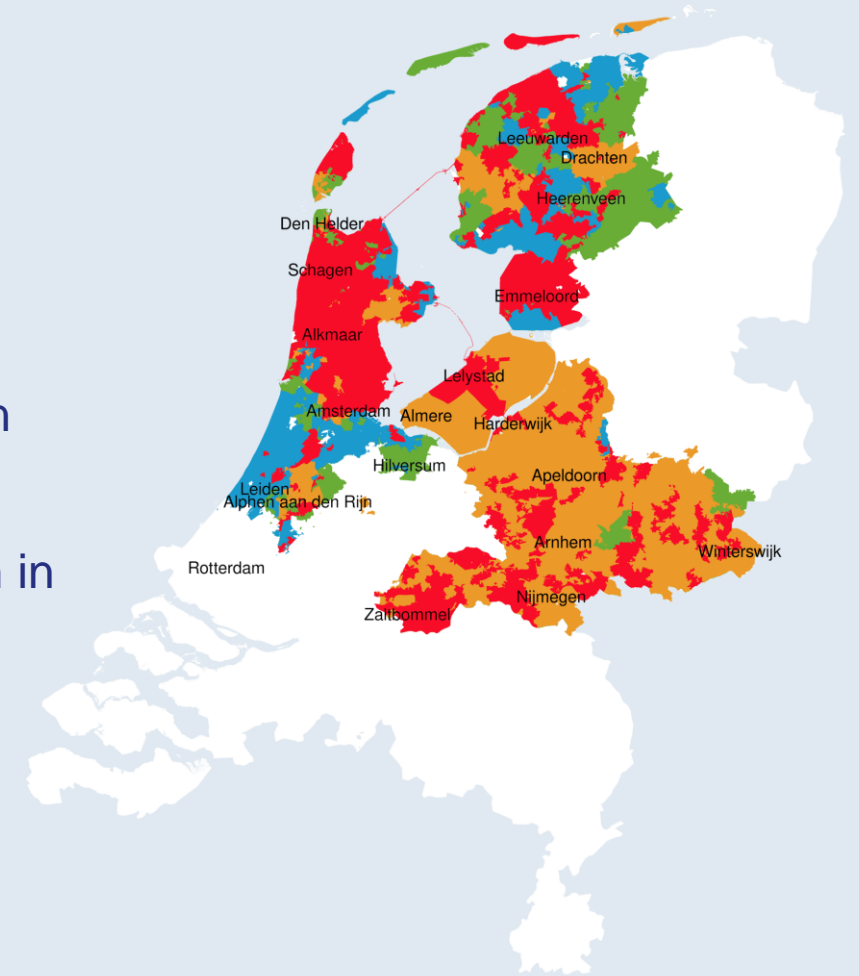 Leeuwarden
Drachten
Heerenveen
Den Helder
Schagen
Emmeloord
Alkmaar
Lelystad
n
Amsterdam
Almere
Harderwijk
Hilversum
Apeldoorn
Leiden
Alphen aan den Rijn
Arnhem
Winterswijk
n in
Rotterdam
Nijmegen
Zaltbommel